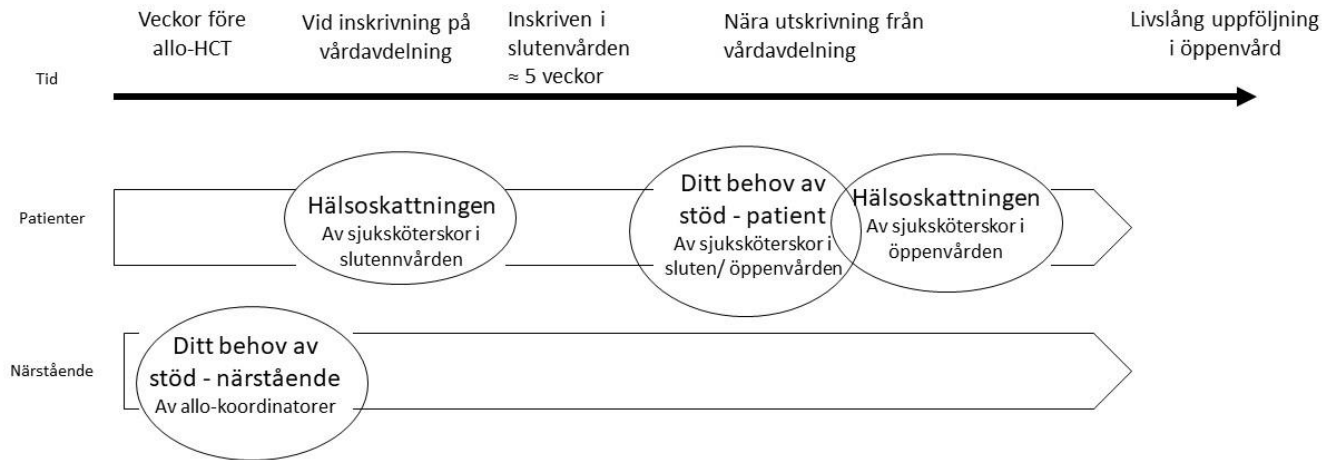 Veckor före
allo-HCT
Vid inskrivning på
vårdavdelning
Inskriven i
slutenvården
≈ 5 veckor
Nära utskrivning från
vårdavdelning
Livslång uppföljning
i öppenvård
Tid
Patienter
Hälsoskattningen
Av sjuksköterskor i
slutennvården
Ditt behov av
stöd - patient
Av sjuksköterskor i
sluten/ öppenvården
Hälsoskattningen
Av sjuksköterskor i
öppenvården
Närstående
Ditt behov av
stöd - närstående
Av allo-koordinatorer